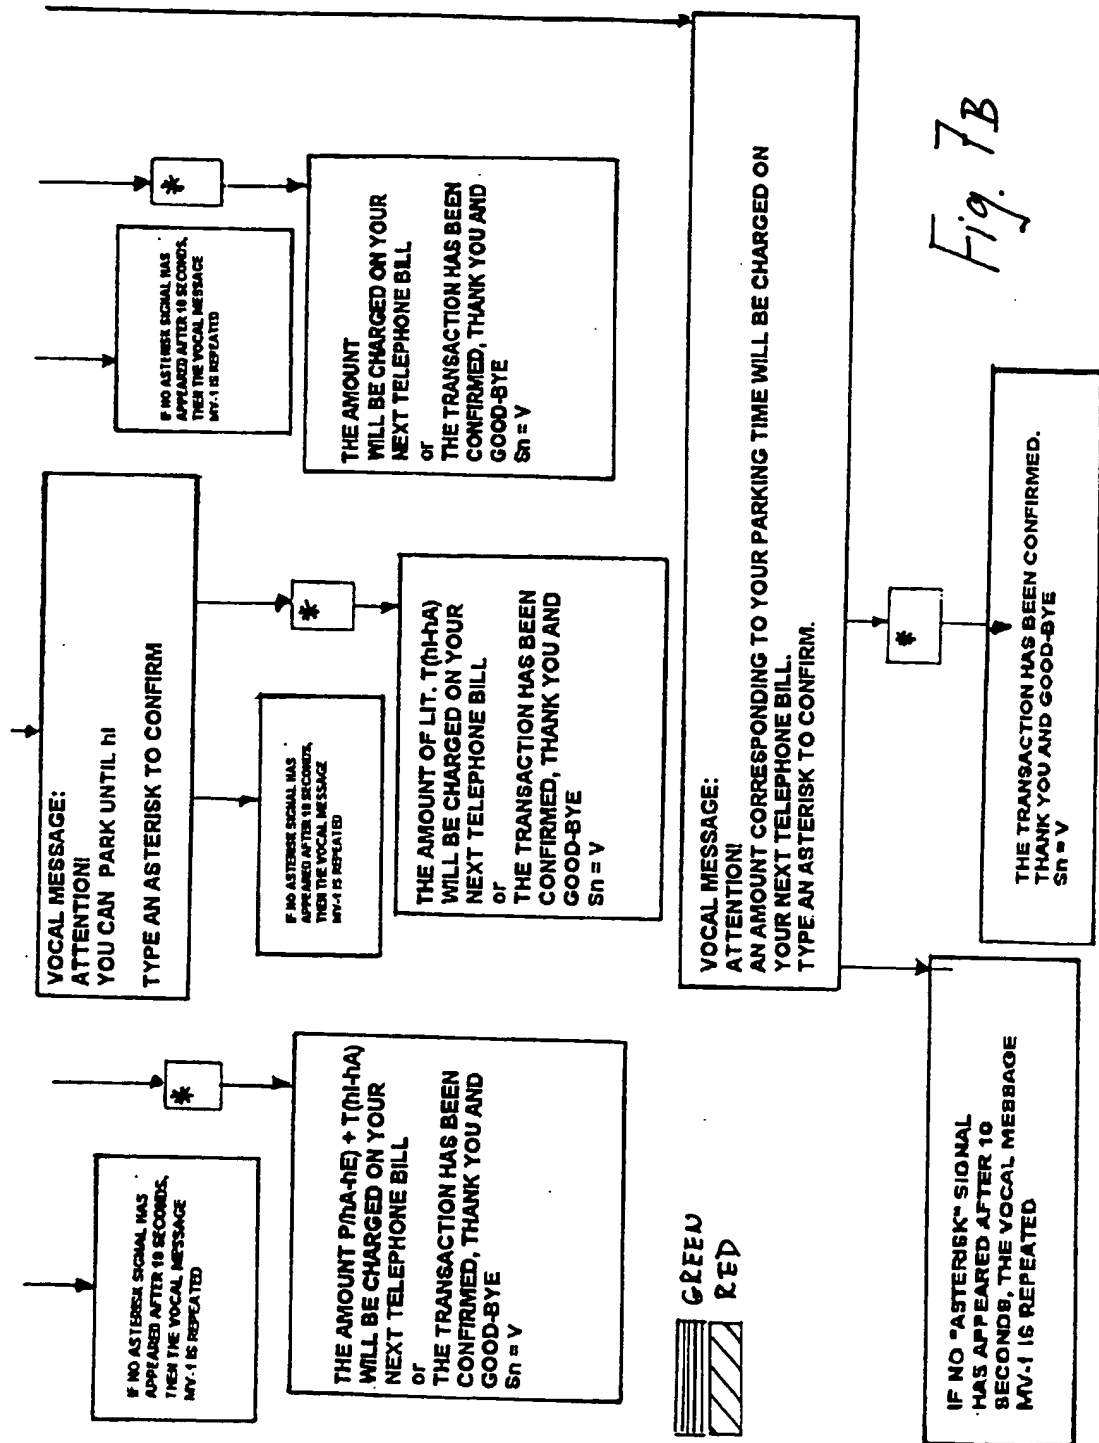 IF NO ASTERISK SIGNAL HAS
APPEARED AFTER 10 SECONDS,
THEN THE VOCAL MESSAGE
MV-1 IS REPEATED
*
THE AMOUNT P/hA-hE) + T(hI-hA)
WILL BE CHARGED ON YOUR
NEXT TELEPHONE BILL
or
THE TRANSACTION HAS BEEN
CONFIRMED, THANK YOU AND
GOOD-BYE
Sn = V
VOCAL MESSAGE:
ATTENTION!
YOU CAN PARK UNTIL hI
TYPE AN ASTERISK TO CONFIRM
IF NO ASTERISK SIGNAL HAS
APPEARED AFTER 10 SECONDS,
THEN THE VOCAL MESSAGE
MV-1 IS REPEATED
*
THE AMOUNT OF LIT. T(hI-hA)
WILL BE CHARGED ON YOUR
NEXT TELEPHONE BILL
or
THE TRANSACTION HAS BEEN
CONFIRMED, THANK YOU AND
GOOD-BYE
Sn = V
IF NO ASTERISK SIGNAL HAS
APPEARED AFTER 10 SECONDS,
THEN THE VOCAL MESSAGE
MV-1 IS REPEATED
*
THE AMOUNT
WILL BE CHARGED ON YOUR
NEXT TELEPHONE BILL
or
THE TRANSACTION HAS BEEN
CONFIRMED, THANK YOU AND
GOOD-BYE
Sn = V
GREEN
RED
VOCAL MESSAGE:
ATTENTION!
AN AMOUNT CORRESPONDING TO YOUR PARKING TIME WILL BE CHARGED ON
YOUR NEXT TELEPHONE BILL.
TYPE AN ASTERISK TO CONFIRM.
IF NO "ASTERISK" SIGNAL
HAS APPEARED AFTER 10
SECONDS, THE VOCAL MESSAGE
MV-1 IS REPEATED
*
THE TRANSACTION HAS BEEN CONFIRMED.
THANK YOU AND GOOD-BYE
Sn = V
Fig. 7B